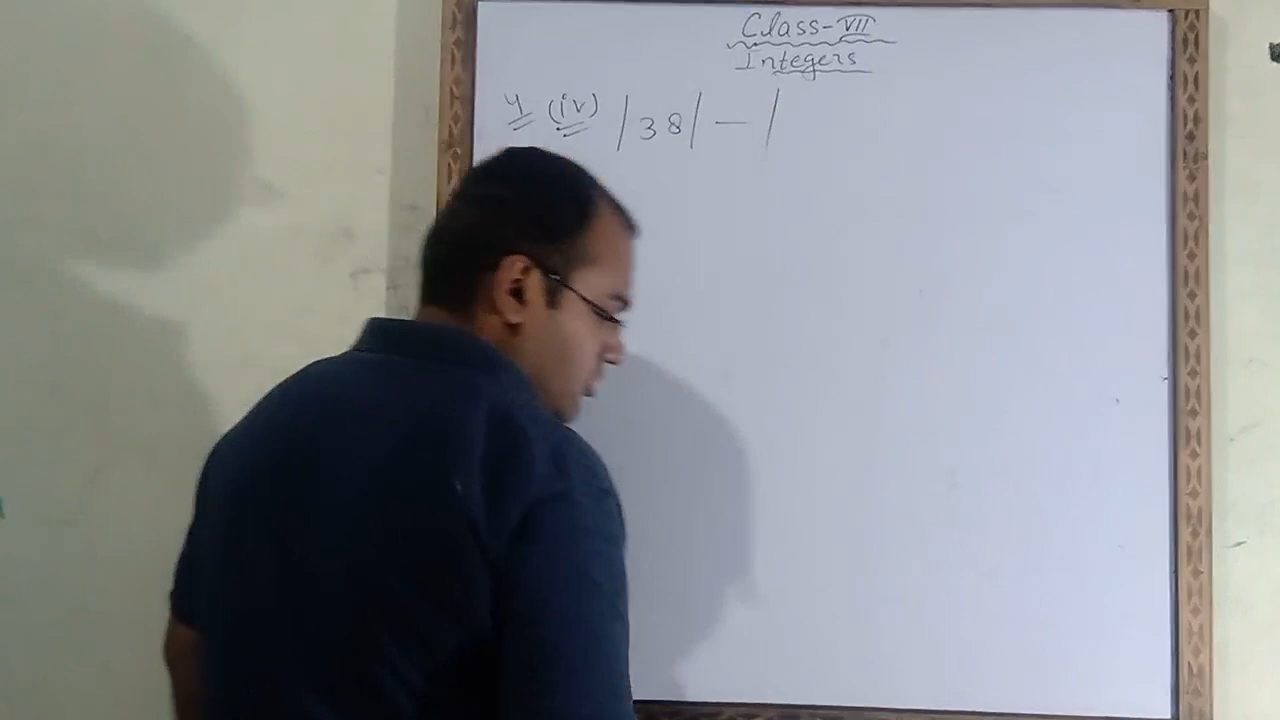 Class-VII
Integers
4 (iv) |38| — |